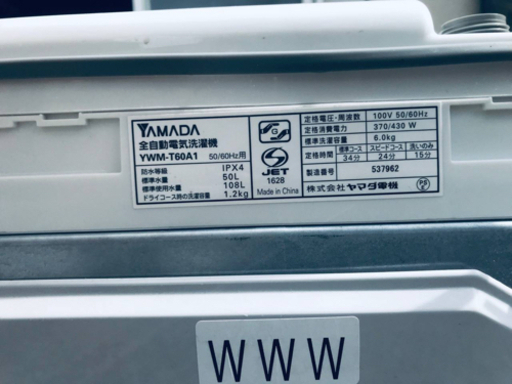 YAMADA
全自動電気洗濯機
YWM-T60A1 50/60Hz用
防水等級 IPX4
標準水量 50L
標準使用水量 108L
ドライコース時の洗濯容量 1.2kg
G
JET
1628
Made in China
定格電圧・周波数 100V 50/60Hz
定格消費電力 370/430 W
標準洗濯容量 6.0kg
標準コース スピードコース 洗いのみ
34分 24分 15分
製造番号 537962
株式会社 ヤマダ電機
PS
E
WWW